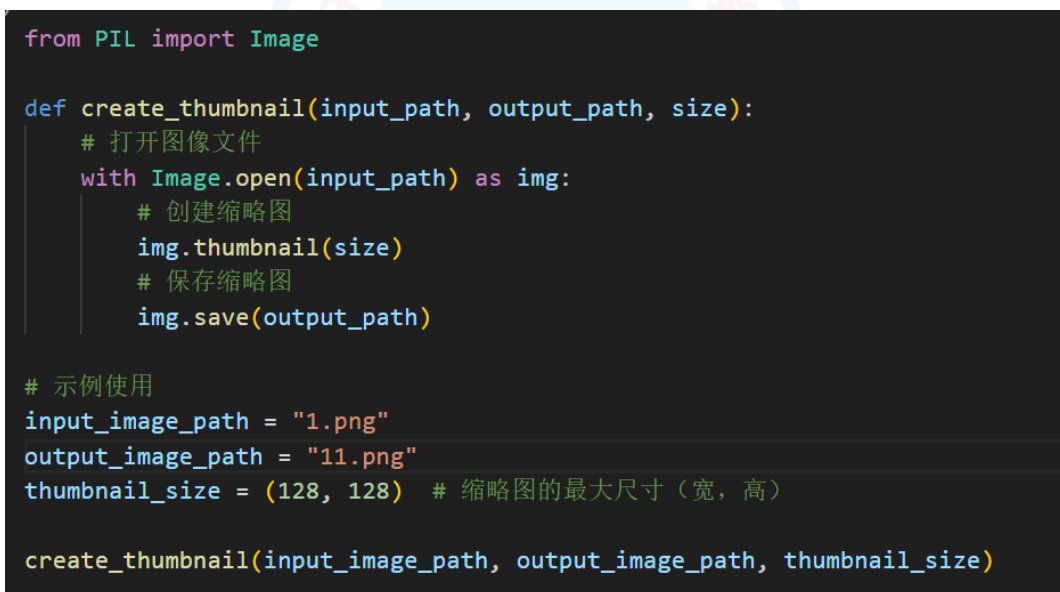 from PIL import Image
def create_thumbnail(input_path, output_path, size):
# 打开图像文件
with Image.open(input_path) as img:
# 创建缩略图
img.thumbnail(size)
# 保存缩略图
img.save(output_path)
# 示例使用
input_image_path = "1.png"
output_image_path = "11.png"
thumbnail_size = (128, 128)  # 缩略图的最大尺寸（宽，高）
create_thumbnail(input_image_path, output_image_path, thumbnail_size)